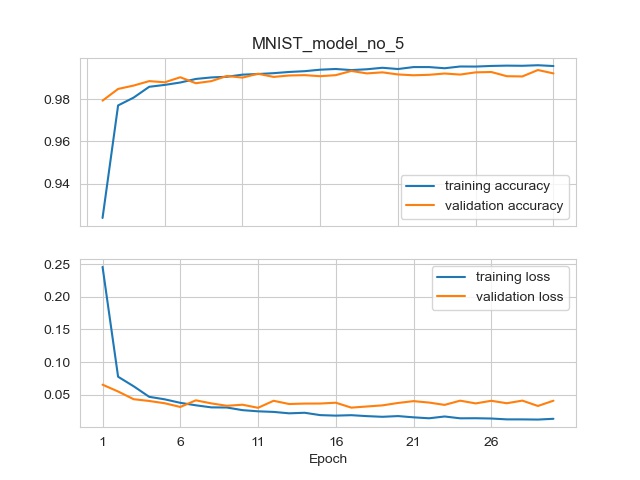 MNIST_model_no_5
0.98
0.96
0.94
training accuracy
validation accuracy
0.25
0.20
0.15
0.10
0.05
training loss
validation loss
1 6 11 16 21 26
Epoch